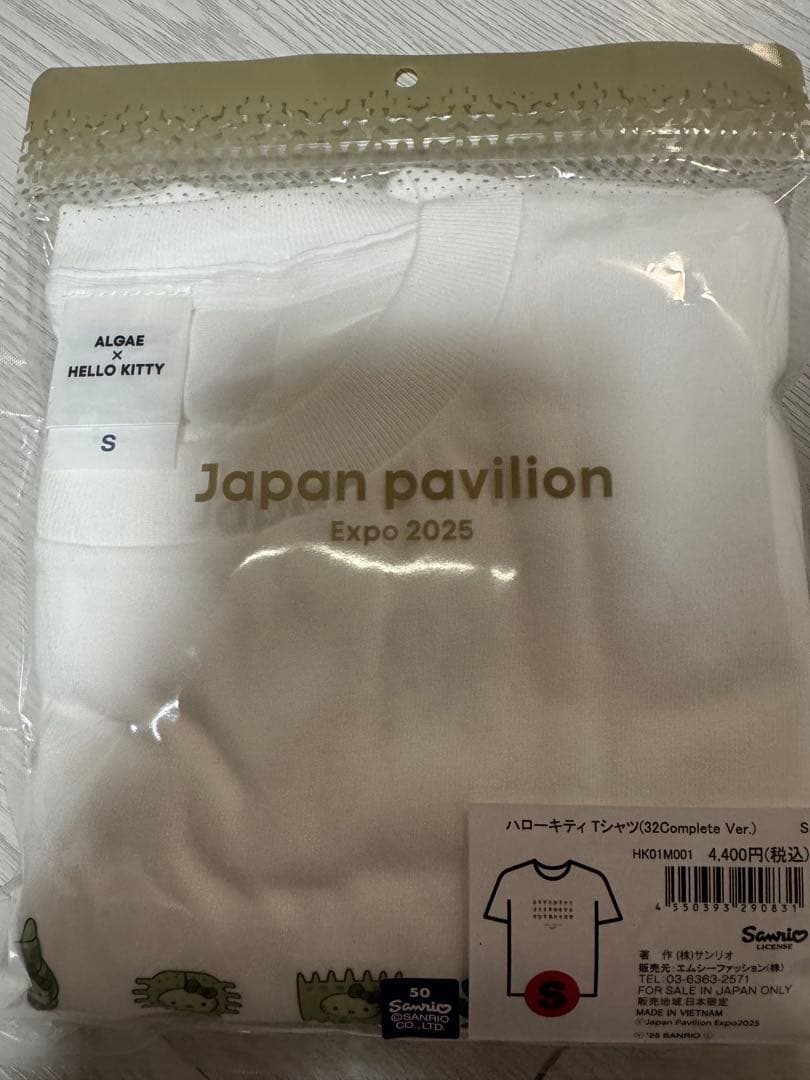 ALGAE
×
HELLO KITTY
S
Japan pavilion
Expo 2025
ハローキティ Tシャツ(32Complete Ver.) S
HK01M001 4,400円(税込)
4 550393 290831
Sanrio
LICENSE
著 作 (株)サンリオ
販売元: エムシーファッション(株)
TEL: 03-6363-2571
FOR SALE IN JAPAN ONLY
販売地域:日本限定
MADE IN VIETNAM
©Japan Pavilion Expo2025
© '25 SANRIO Ⓛ
S
50
Sanrio
©SANRIO
CO., LTD.